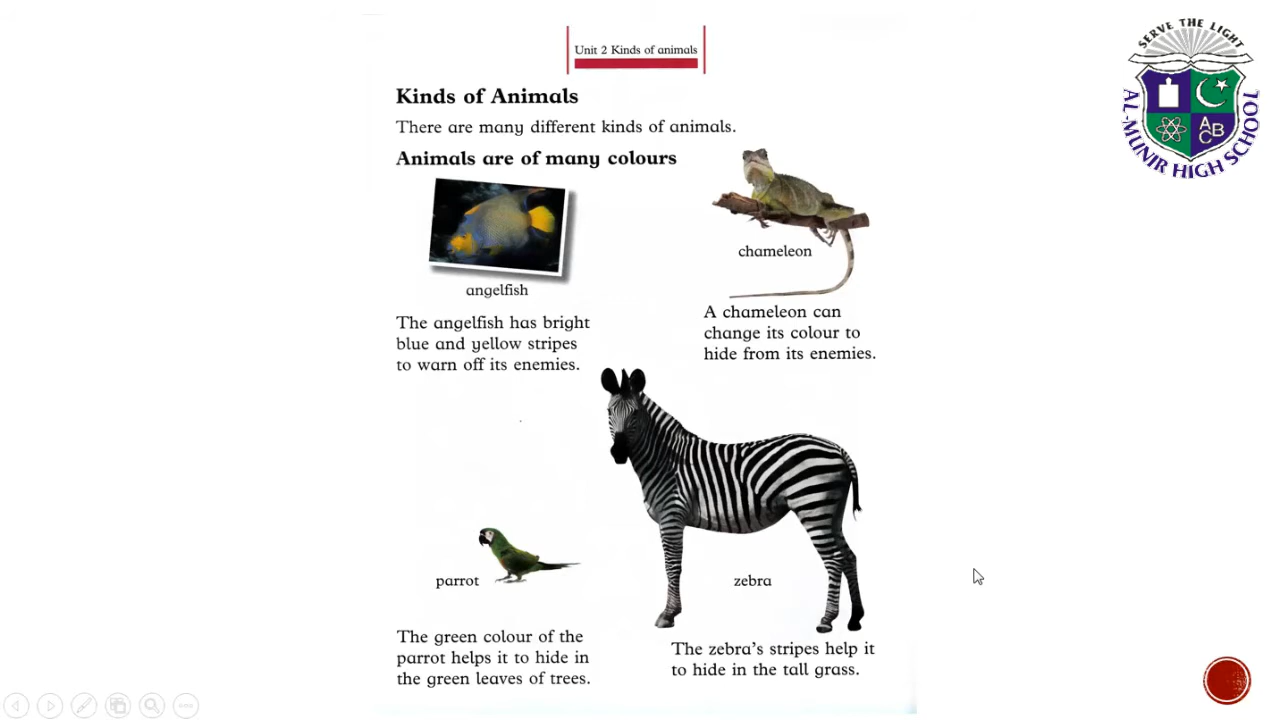 Unit 2 Kinds of animals
Kinds of Animals
There are many different kinds of animals.
Animals are of many colours
angelfish
The angelfish has bright
blue and yellow stripes
to warn off its enemies.
chameleon
A chameleon can
change its colour to
hide from its enemies.
parrot
The green colour of the
parrot helps it to hide in
the green leaves of trees.
zebra
The zebra's stripes help it
to hide in the tall grass.
SERVE THE LIGHT
A B
C
AL-MUNIR HIGH SCHOOL